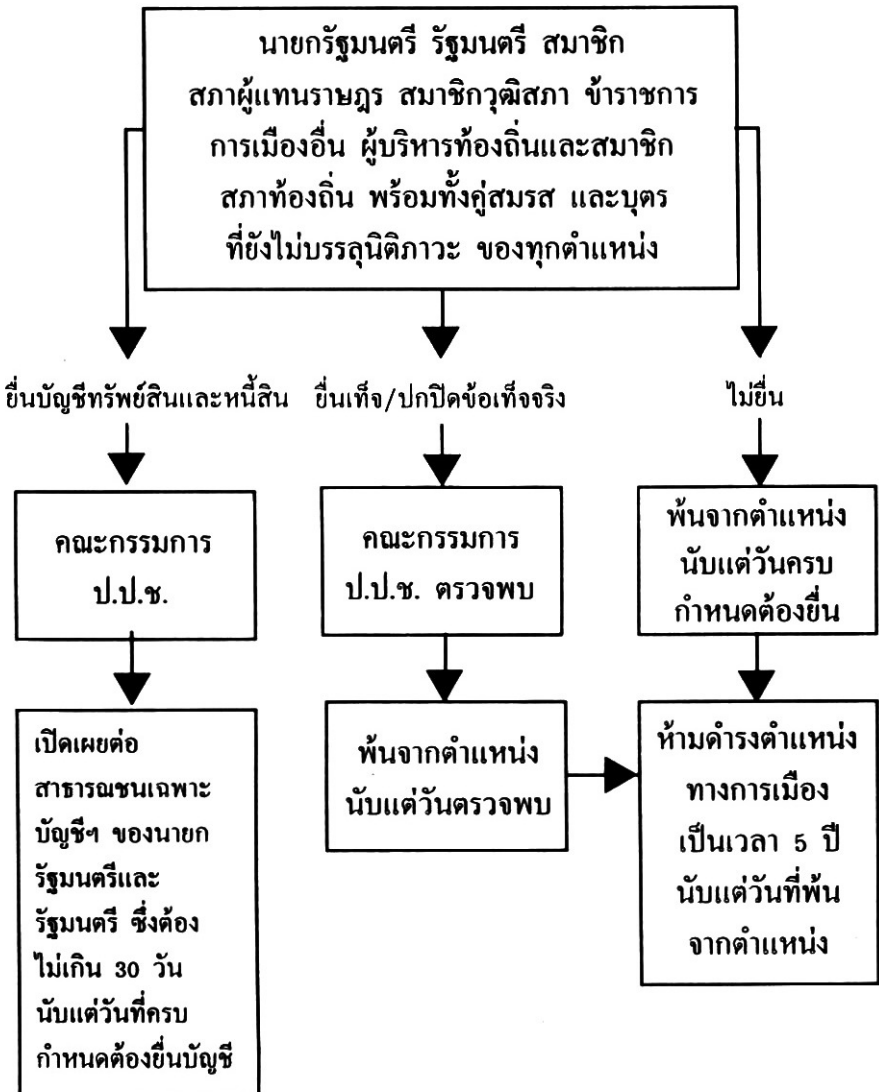 นายกรัฐมนตรี รัฐมนตรี สมาชิก
สภาผู้แทนราษฎร สมาชิกวุฒิสภา ข้าราชการ
การเมืองอื่น ผู้บริหารท้องถิ่นและสมาชิก
สภาท้องถิ่น พร้อมทั้งคู่สมรส และบุตร
ที่ยังไม่บรรลุนิติภาวะ ของทุกตำแหน่ง
ยื่นบัญชีทรัพย์สินและหนี้สิน
คณะกรรมการ
ป.ป.ช.
เปิดเผยต่อ
สาธารณชนเฉพาะ
บัญชีฯ ของนายก
รัฐมนตรีและ
รัฐมนตรี ซึ่งต้อง
ไม่เกิน 30 วัน
นับแต่วันที่ครบ
กำหนดต้องยื่นบัญชี
ยื่นเท็จ/ปกปิดข้อเท็จจริง
คณะกรรมการ
ป.ป.ช. ตรวจพบ
พ้นจากตำแหน่ง
นับแต่วันตรวจพบ
ไม่ยื่น
พ้นจากตำแหน่ง
นับแต่วันครบ
กำหนดต้องยื่น
ห้ามดำรงตำแหน่ง
ทางการเมือง
เป็นเวลา 5 ปี
นับแต่วันที่พ้น
จากตำแหน่ง